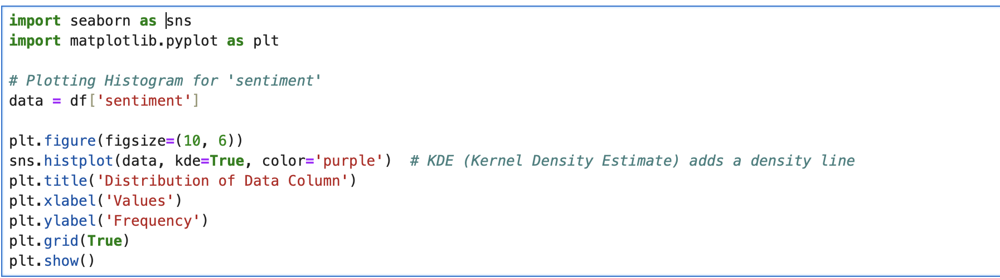 import seaborn as sns
import matplotlib.pyplot as plt
# Plotting Histogram for 'sentiment'
data = df['sentiment']
plt.figure(figsize=(10, 6))
sns.histplot(data, kde=True, color='purple')  # KDE (Kernel Density Estimate) adds a density line
plt.title('Distribution of Data Column')
plt.xlabel('Values')
plt.ylabel('Frequency')
plt.grid(True)
plt.show()